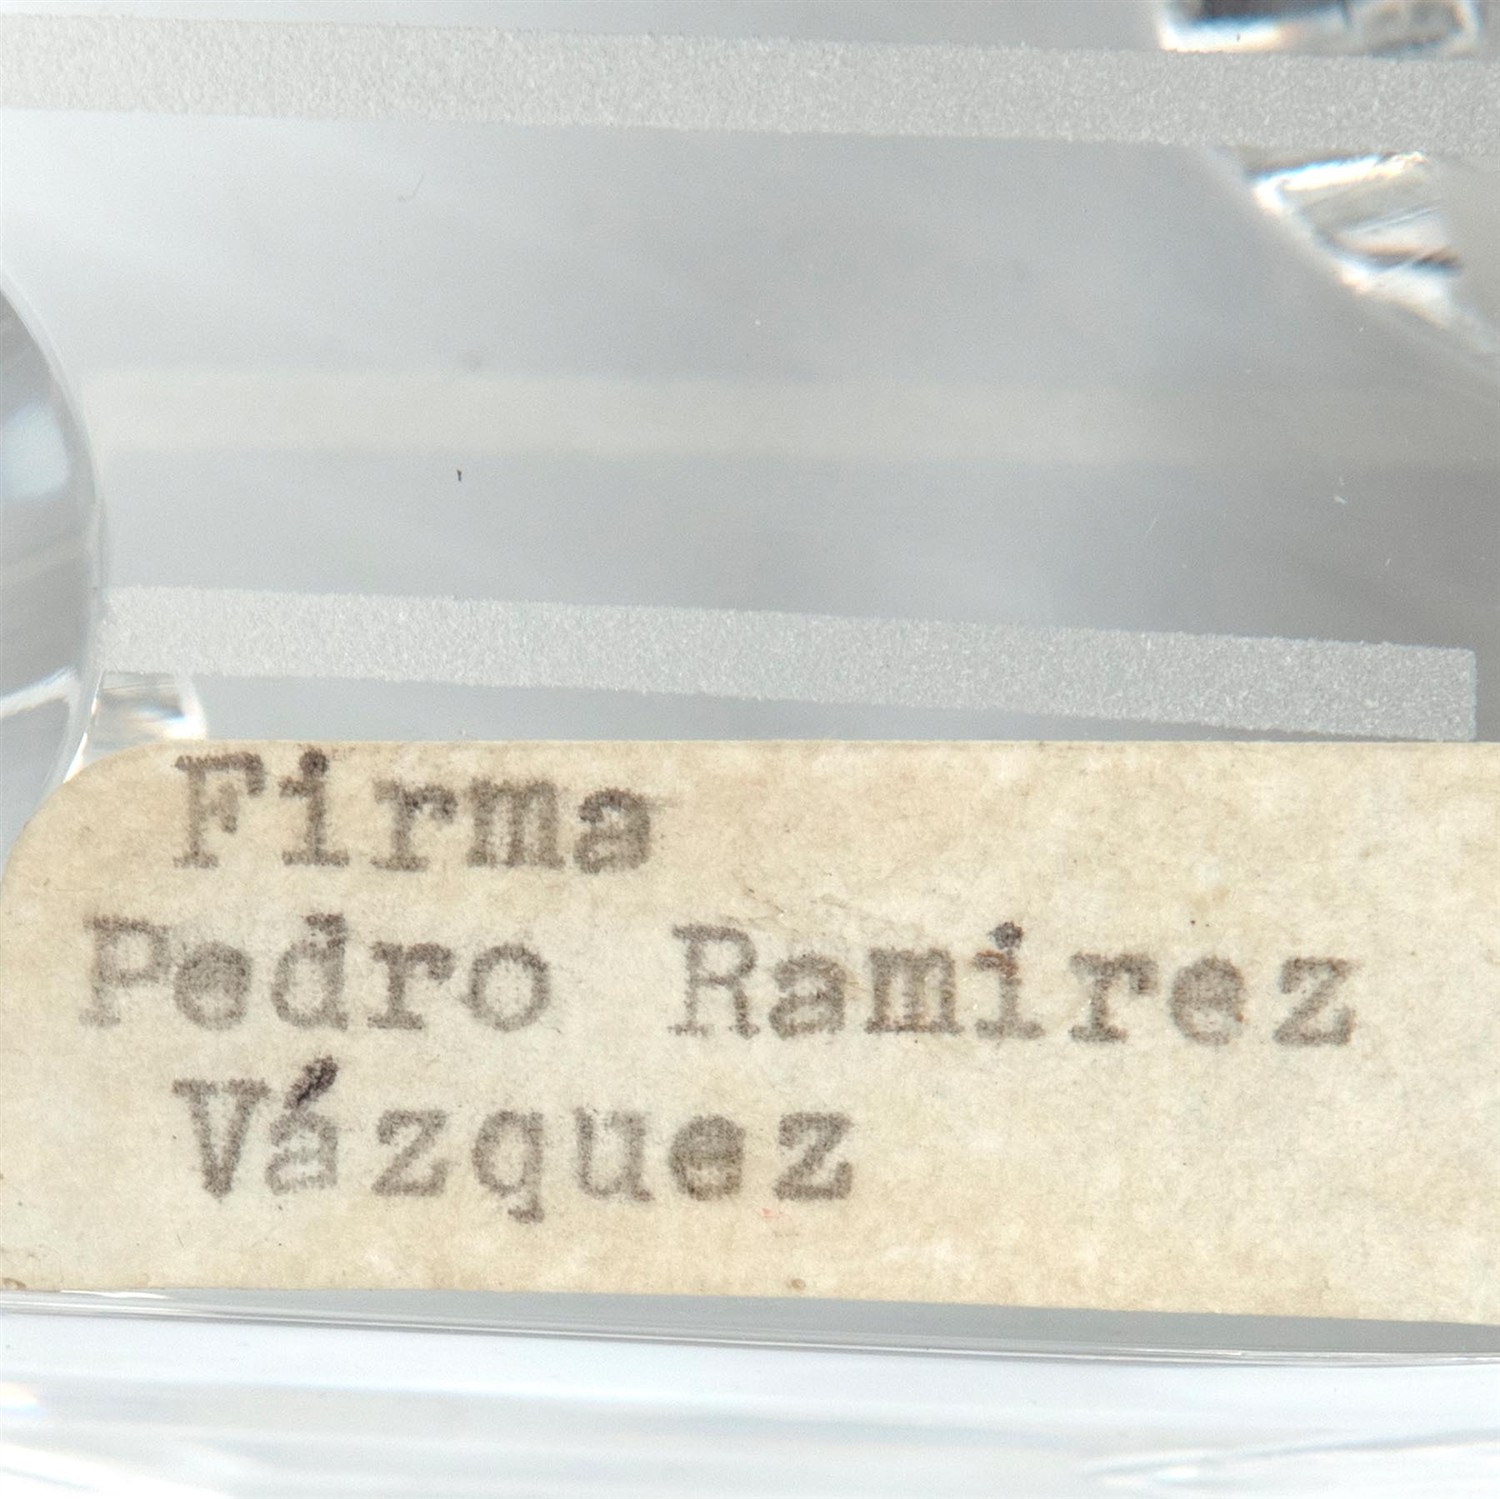 Firma
Pedro Ramirez
Vázquez